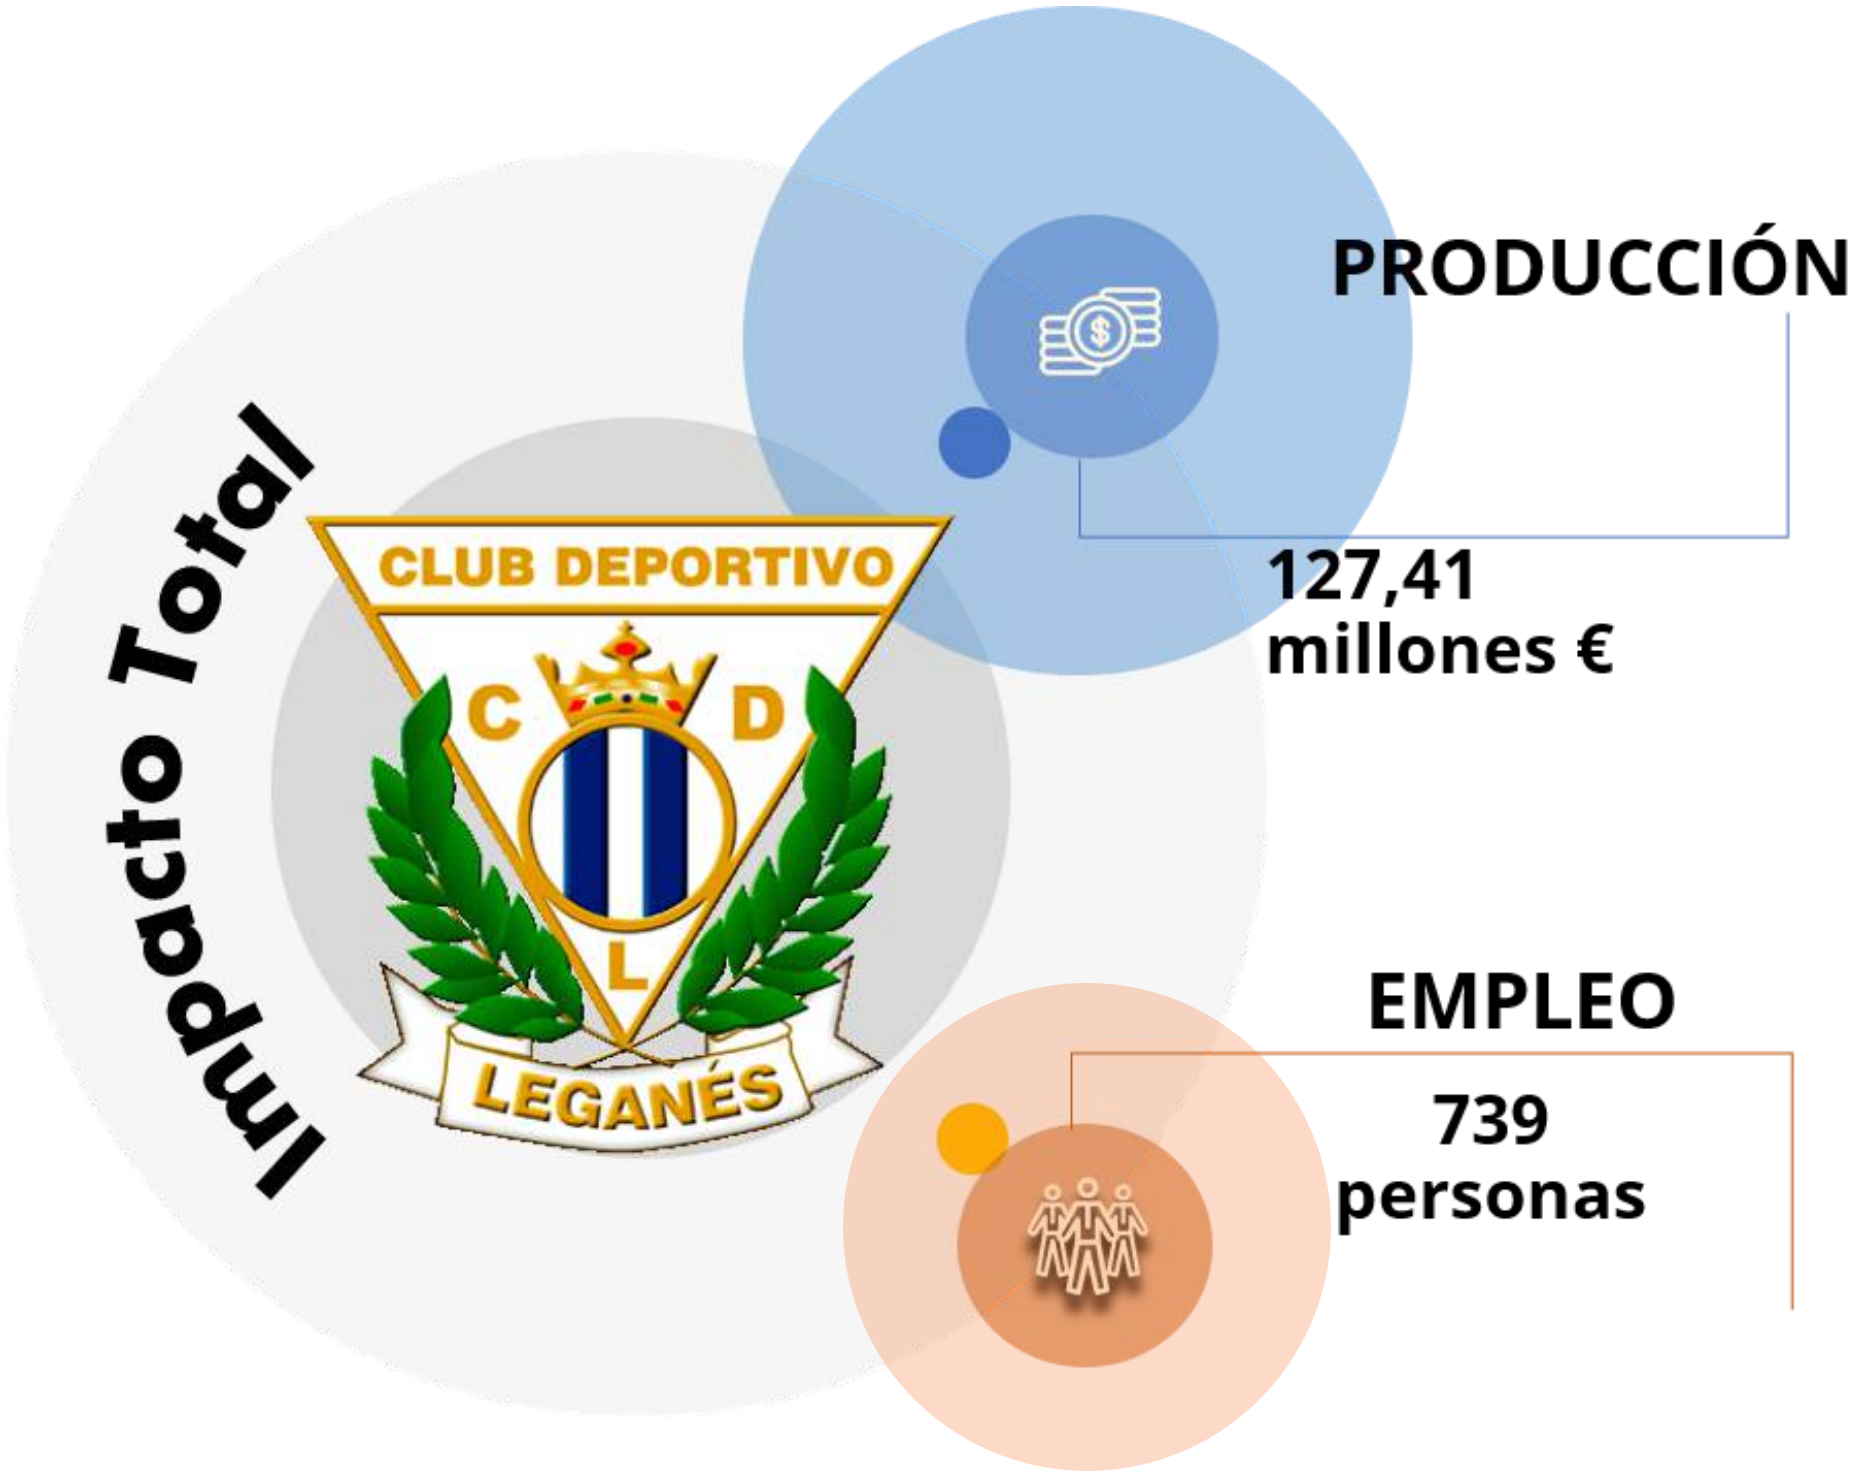 Impacto Total
CLUB DEPORTIVO
C D
L
LEGANÉS
PRODUCCIÓN
$
127,41
millones €
EMPLEO
739
personas